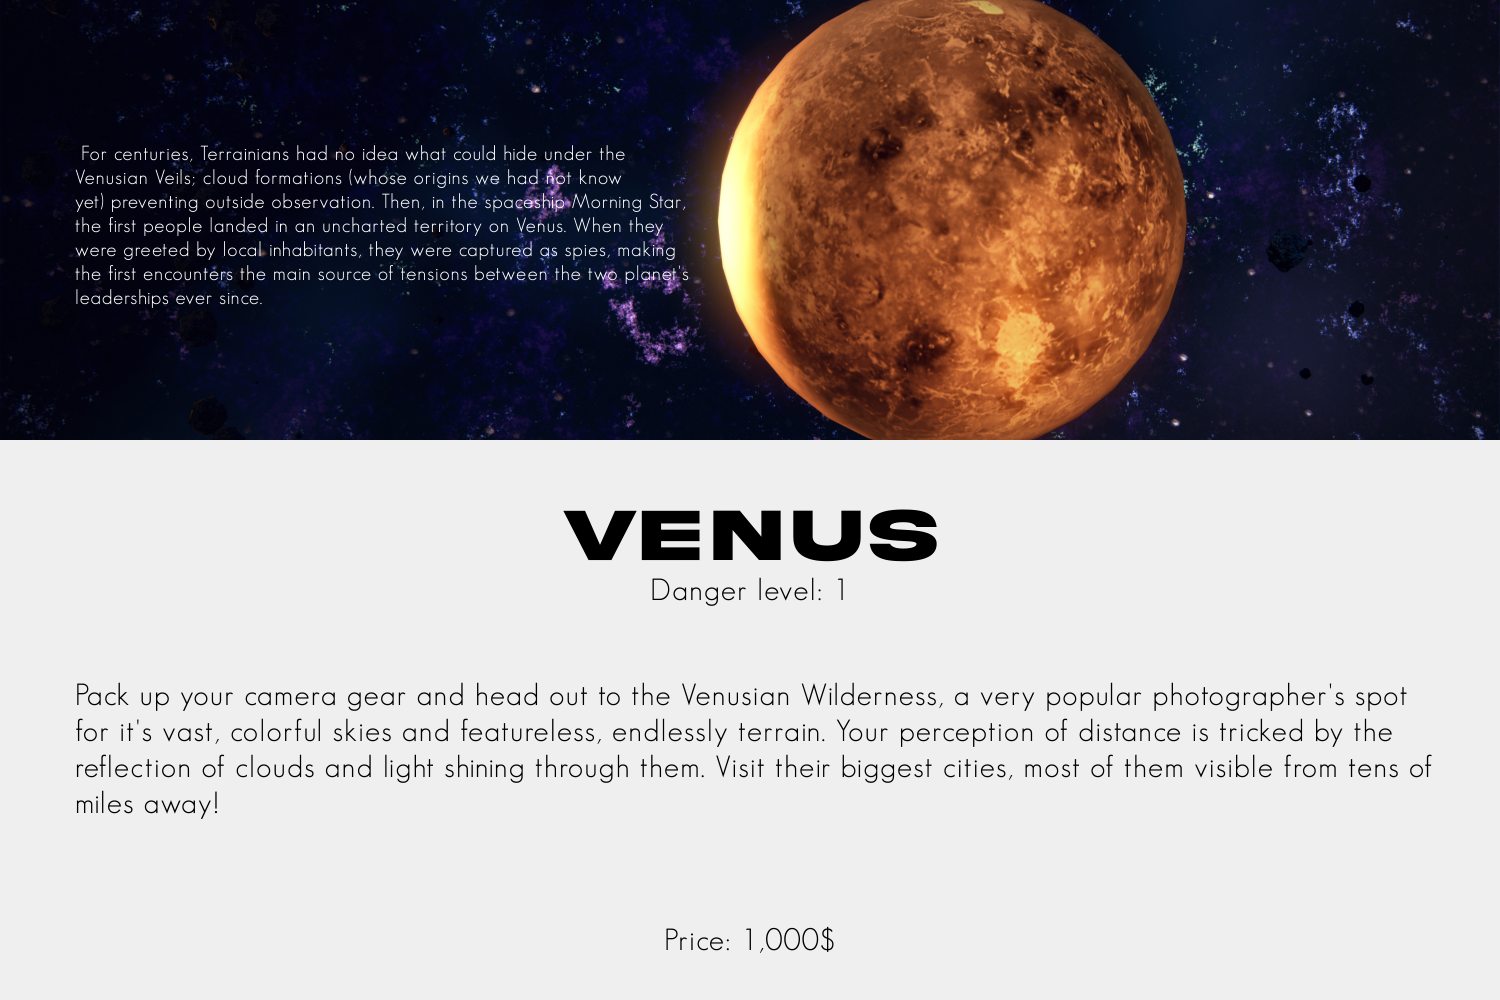 For centuries, Terrainians had no idea what could hide under the
Venusian Veils; cloud formations (whose origins we had not know
yet) preventing outside observation. Then, in the spaceship Morning Star,
the first people landed in an uncharted territory on Venus. When they
were greeted by local inhabitants, they were captured as spies, making
the first encounters the main source of tensions between the two planet's
leaderships ever since.
VENUS
Danger level: 1
Pack up your camera gear and head out to the Venusian Wilderness, a very popular photographer's spot
for it's vast, colorful skies and featureless, endlessly terrain. Your perception of distance is tricked by the
reflection of clouds and light shining through them. Visit their biggest cities, most of them visible from tens of
miles away!
Price: 1,000$